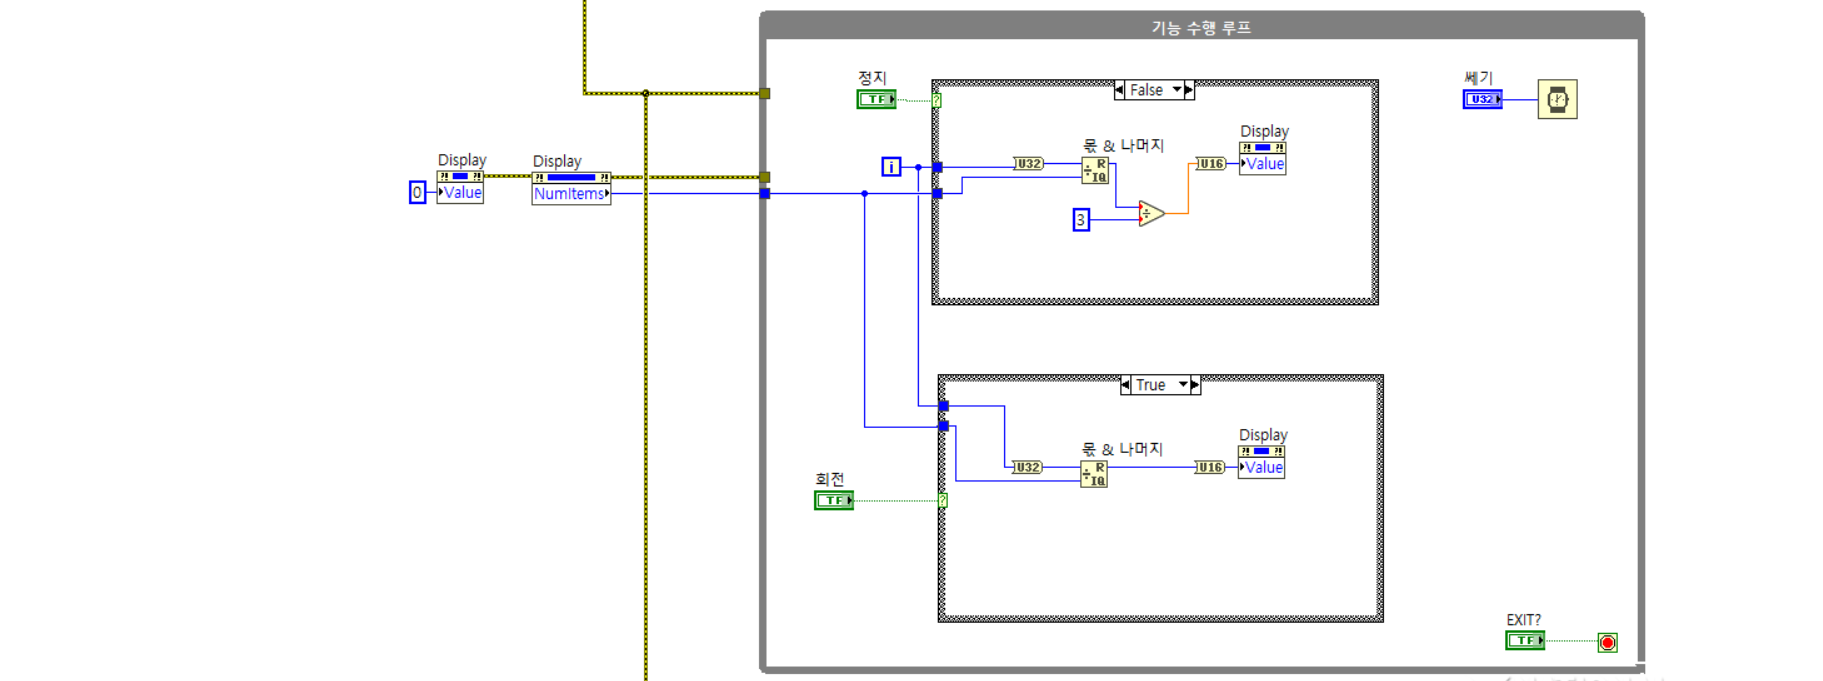 기능 수행 루프
정지
TF
?
False
쎄기
U32
Display
?! ?!
Value
0
Display
?! ?!
NumItems
i
U32
몫 & 나머지
R
IQ
3
U16
Display
?! ?!
Value
True
회전
TF
?
U32
몫 & 나머지
R
IQ
U16
Display
?! ?!
Value
EXIT?
TF